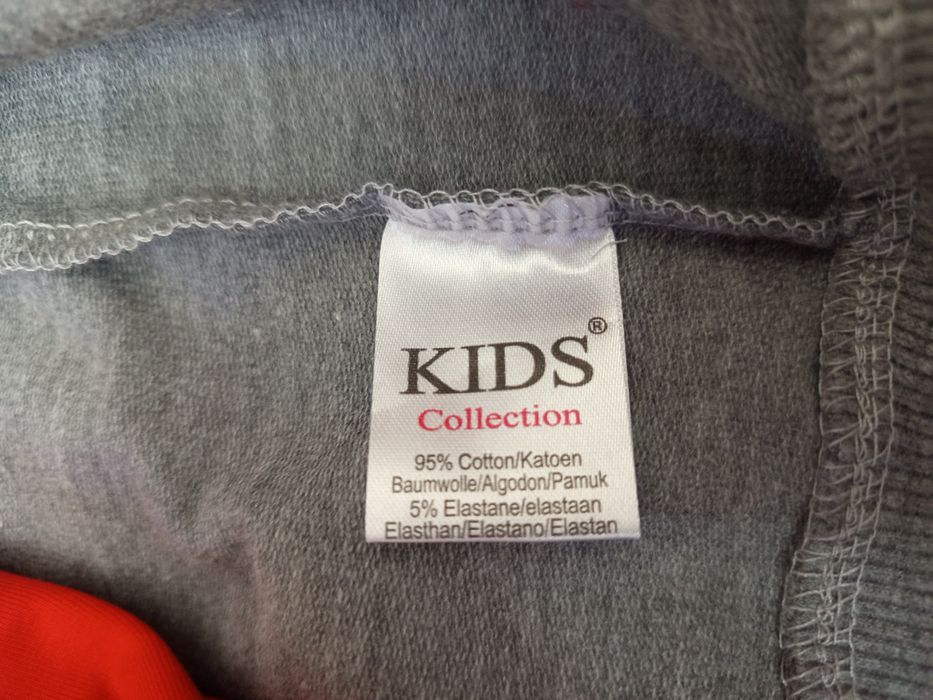 KIDS®
Collection
95% Cotton/Katoen
Baumwolle/Algodon/Pamuk
5% Elastane/elastaan
Elasthan/Elastano/Elastan